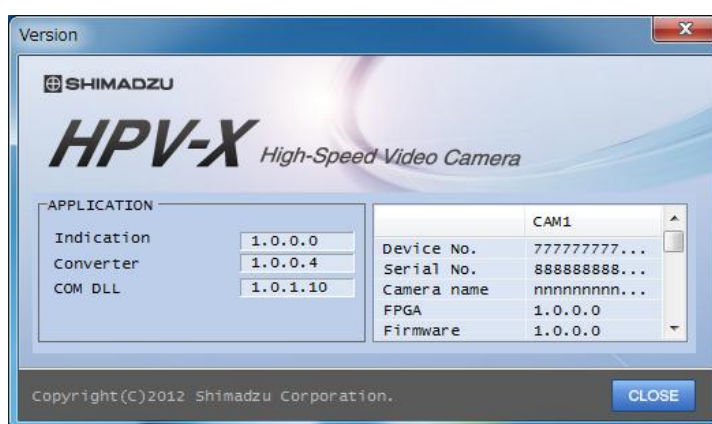 Version
SHIMADZU
HPV-X High-Speed Video Camera
APPLICATION
Indication 1.0.0.0
Converter 1.0.0.4
COM DLL 1.0.1.10
CAM1
Device No. 777777777...
Serial No. 888888888...
Camera name nnnnnnnnn...
FPGA 1.0.0.0
Firmware 1.0.0.0
Copyright(C)2012 Shimadzu Corporation.
CLOSE